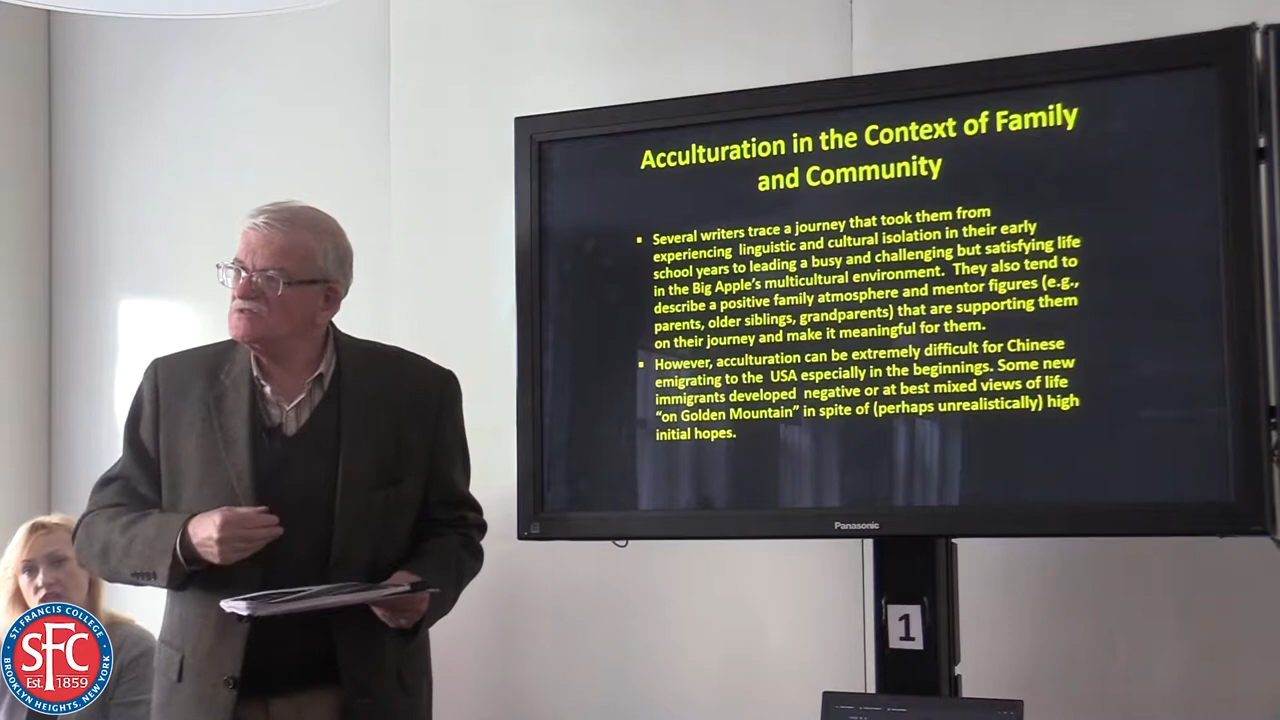 Acculturation in the Context of Family
and Community
▪ Several writers trace a journey that took them from
experiencing linguistic and cultural isolation in their early
school years to leading a busy and challenging but satisfying life
in the Big Apple's multicultural environment. They also tend to
describe a positive family atmosphere and mentor figures (e.g.,
parents, older siblings, grandparents) that are supporting them
on their journey and make it meaningful for them.
▪ However, acculturation can be extremely difficult for Chinese
emigrating to the USA especially in the beginnings. Some new
immigrants developed negative or at best mixed views of life
“on Golden Mountain” in spite of (perhaps unrealistically) high
initial hopes.
Panasonic
1
ST. FRANCIS COLLEGE
SFC
EST. 1859
BROOKLYN HEIGHTS, NEW YORK